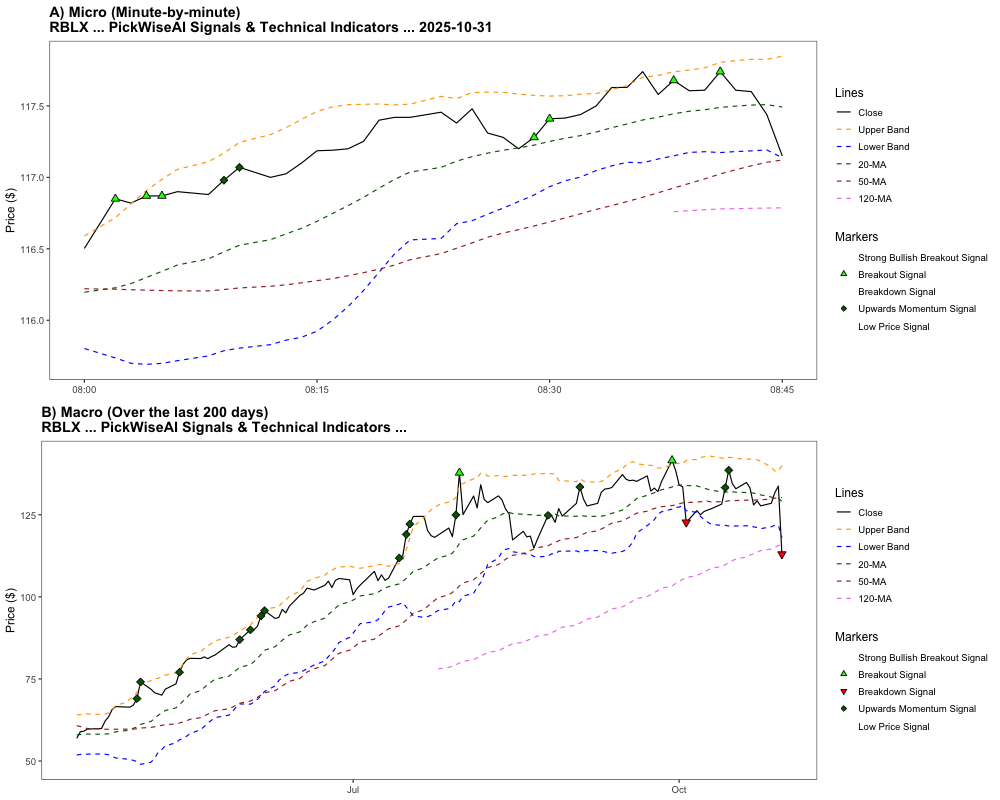 A) Micro (Minute-by-minute)
RBLX ... PickWiseAI Signals & Technical Indicators ... 2025-10-31
Price ($)
117.5
117.0
116.5
116.0
08:00
08:15
08:30
08:45
Lines
Close
Upper Band
Lower Band
20-MA
50-MA
120-MA
Markers
Strong Bullish Breakout Signal
Breakout Signal
Breakdown Signal
Upwards Momentum Signal
Low Price Signal
B) Macro (Over the last 200 days)
RBLX ... PickWiseAI Signals & Technical Indicators ...
Price ($)
125
100
75
50
Jul
Oct
Lines
Close
Upper Band
Lower Band
20-MA
50-MA
120-MA
Markers
Strong Bullish Breakout Signal
Breakout Signal
Breakdown Signal
Upwards Momentum Signal
Low Price Signal